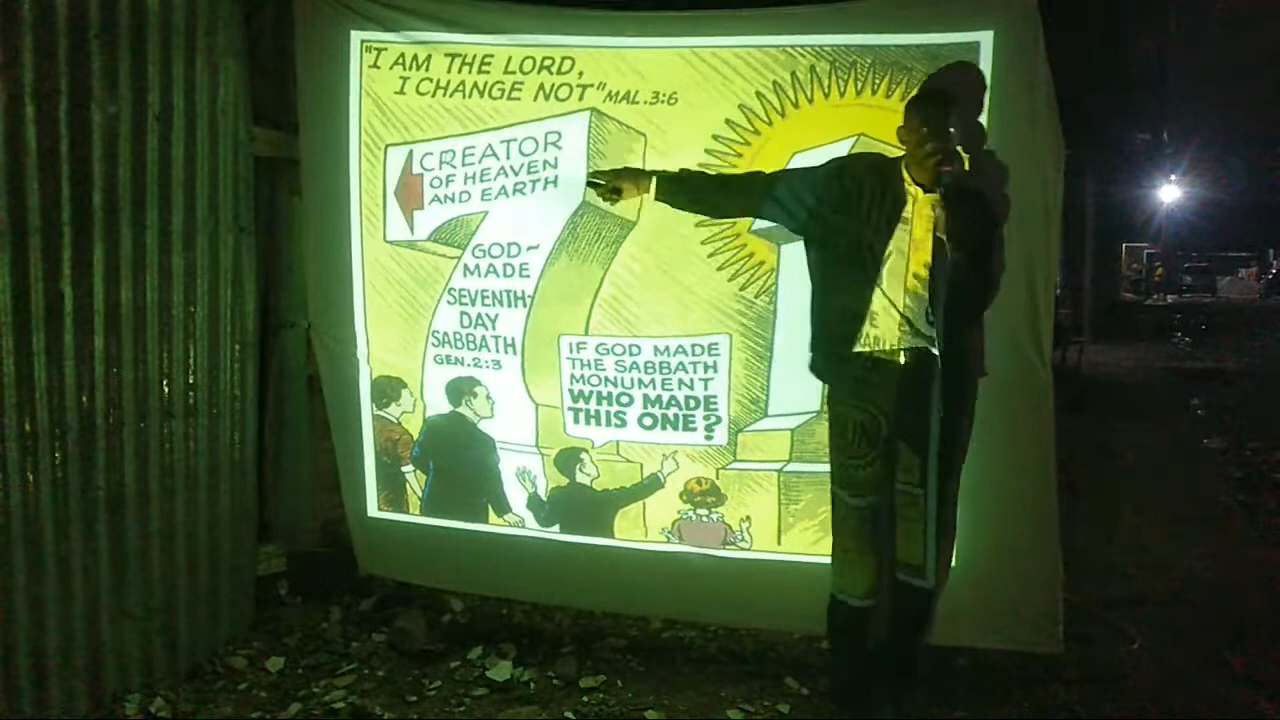 "I AM THE LORD,
I CHANGE NOT" MAL.3:6
CREATOR
OF HEAVEN
AND EARTH
GOD~
MADE
SEVENTH-
DAY
SABBATH
GEN.2:3
IF GOD MADE
THE SABBATH
MONUMENT
WHO MADE
THIS ONE?